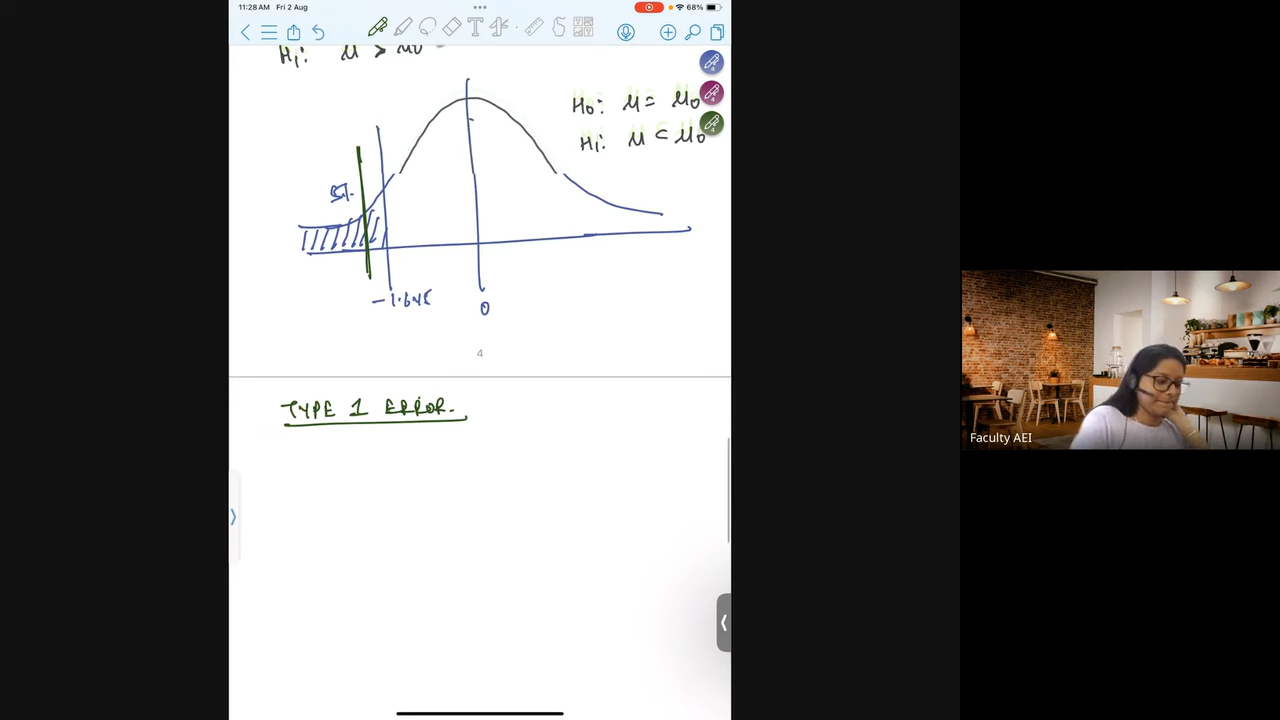 11:28 AM Fri 2 Aug
68%
H₁: μ > μ₀
H₀: μ = μ₀
H₁: μ < μ₀
5%
-1.645
0
4
TYPE 1 ERROR.
Faculty AEI